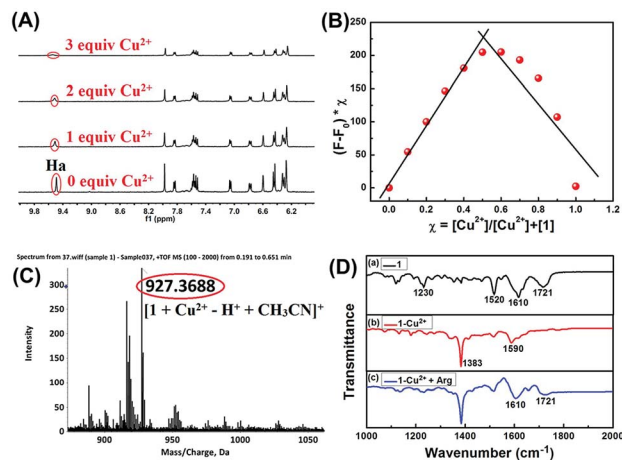 (A)
3 equiv Cu²⁺
2 equiv Cu²⁺
1 equiv Cu²⁺
Ha
0 equiv Cu²⁺
9.8 9.4 9.0 8.6 8.2 7.8 7.4 7.0 6.6 6.2
f1 (ppm)
(B)
250
200
150
100
50
0
(F-F₀) * χ
0.0 0.2 0.4 0.6 0.8 1.0 1.2
χ = [Cu²⁺]/[Cu²⁺]+[1]
Spectrum from 37.wiff (sample 1) - Sample037, +TOF MS (100 - 2000) from 0.191 to 0.651 min
(C)
927.3688
[1 + Cu²⁺ - H⁺ + CH₃CN]⁺
300
250
200
150
100
50
0
Intensity
900 950 1000 1050
Mass/Charge, Da
(D)
(a) 1
1230 1520 1610 1721
(b) 1-Cu²⁺
1383 1590
(c) 1-Cu²⁺ + Arg
1610 1721
Transmittance
1000 1200 1400 1600 1800 2000
Wavenumber (cm⁻¹)